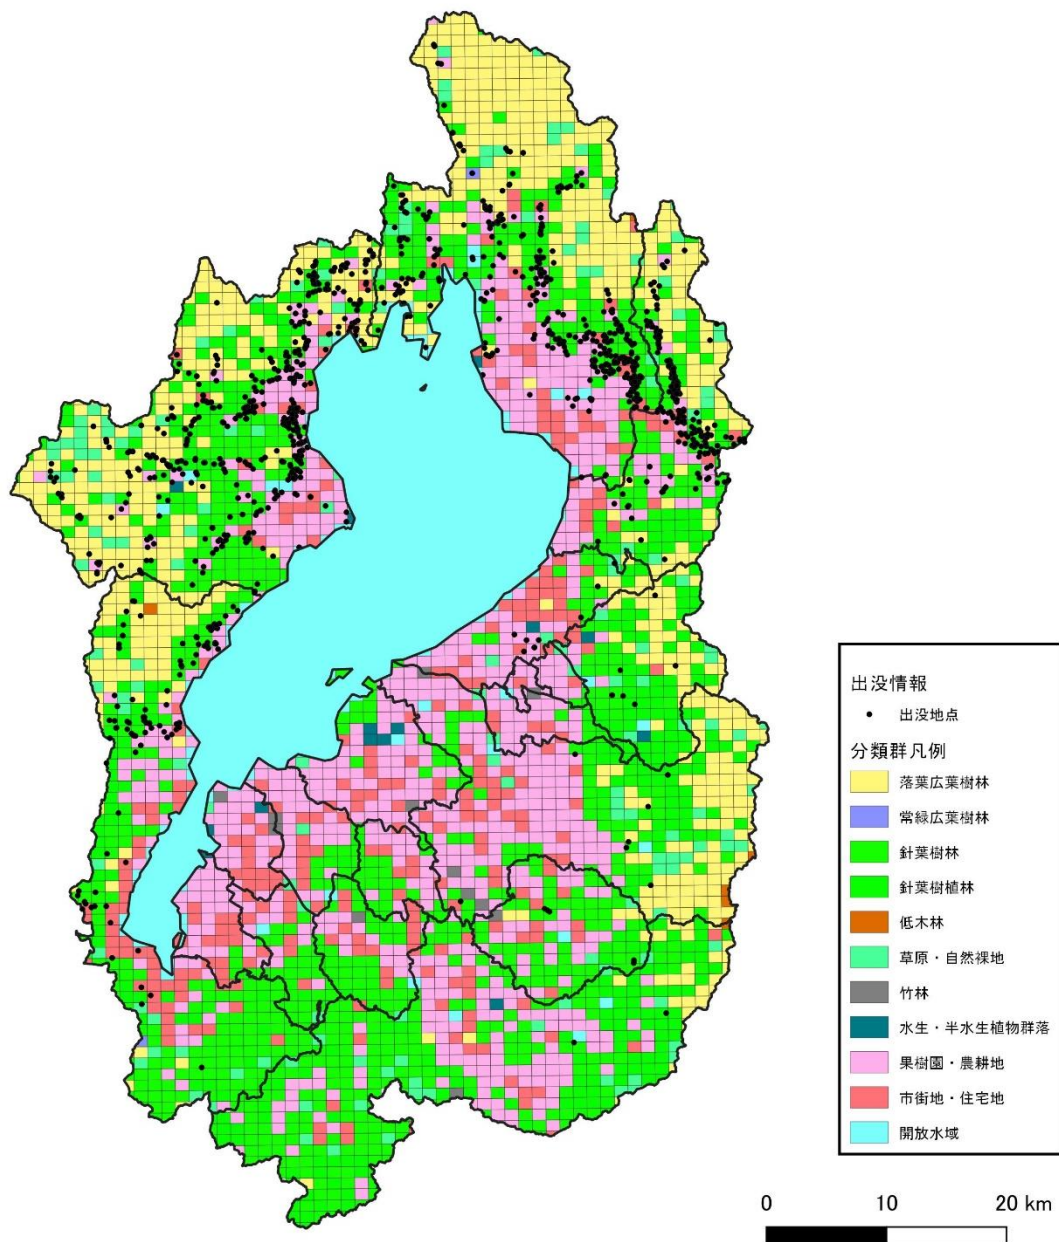 出没情報
出没地点
分類群凡例
落葉広葉樹林
常緑広葉樹林
針葉樹林
針葉樹植林
低木林
草原・自然裸地
竹林
水生・半水生植物群落
果樹園・農耕地
市街地・住宅地
開放水域
0 10 20 km